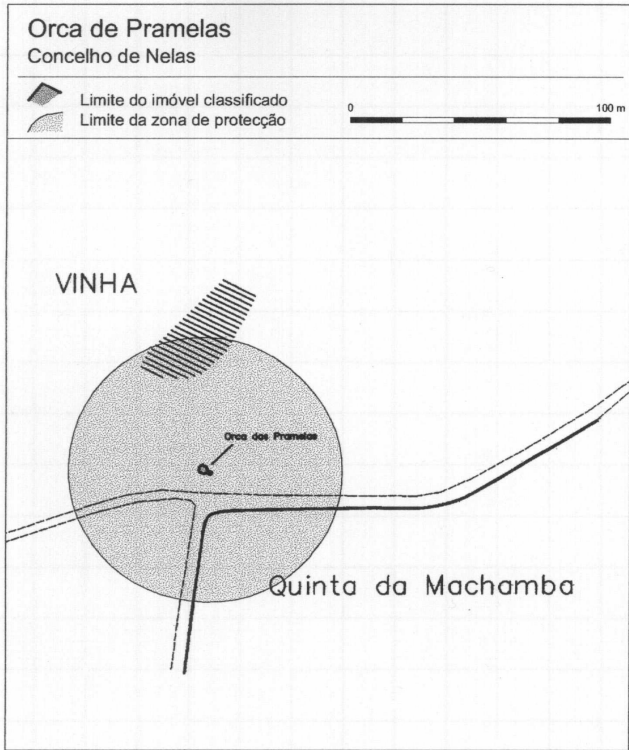 Orca de Pramelas
Concelho de Nelas
Limite do imóvel classificado
Limite da zona de protecção
0 100 m
VINHA
Orca das Pramelas
Quinta da Machamba